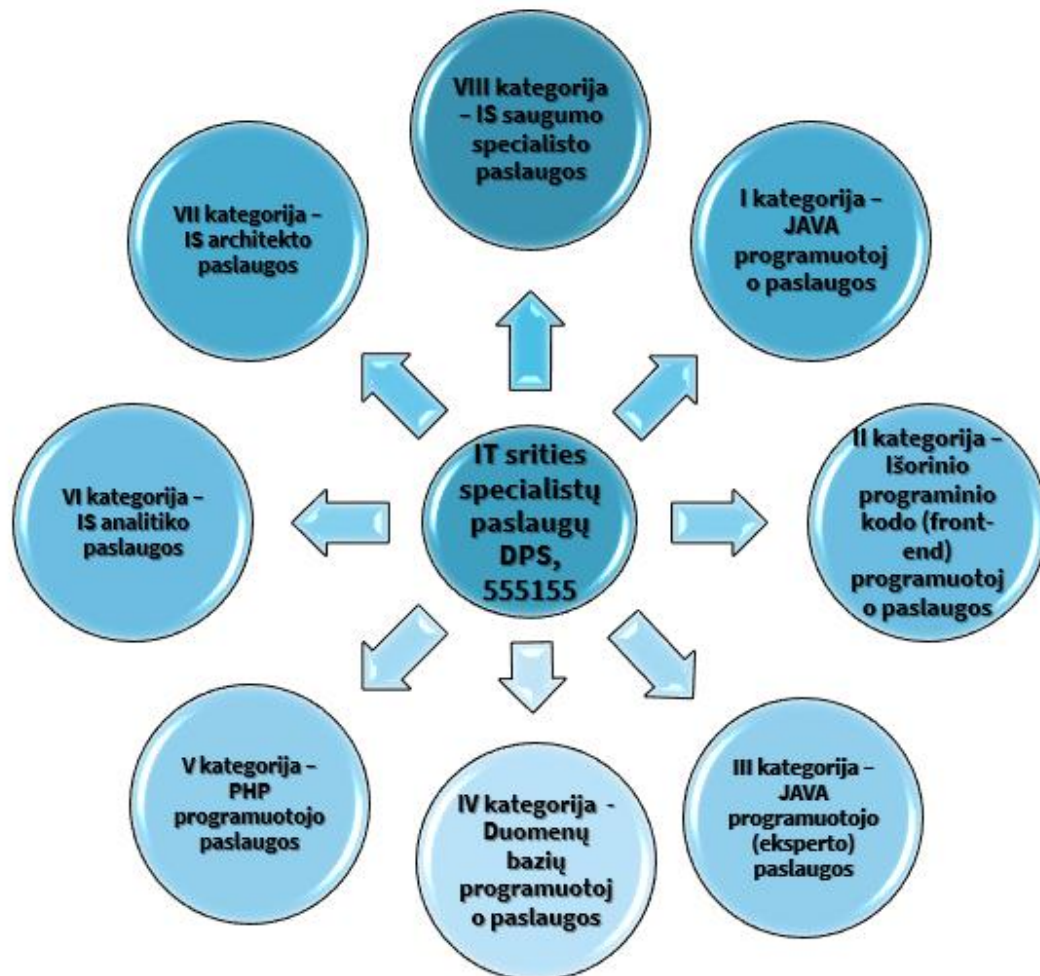 VIII kategorija
– IS saugumo
specialisto
paslaugos
I kategorija –
JAVA
programuotoj
o paslaugos
II kategorija –
Išorinio
programinio
kodo (front-
end)
programuotoj
o paslaugos
III kategorija –
JAVA
programuotojo
(eksperto)
paslaugos
IV kategorija -
Duomenų
bazių
programuotoj
o paslaugos
V kategorija –
PHP
programuotojo
paslaugos
VI kategorija –
IS analitiko
paslaugos
VII kategorija –
IS architekto
paslaugos
IT srities
specialistų
paslaugų
DPS,
555155